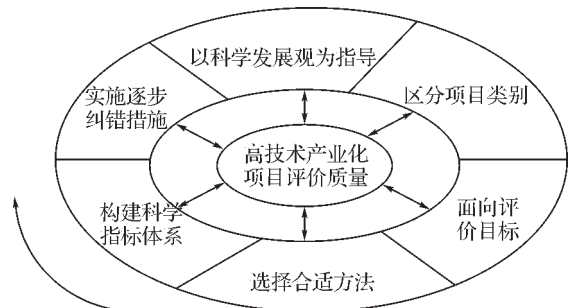 以科学发展观为指导
实施逐步
纠错措施
区分项目类别
高技术产业化
项目评价质量
构建科学
指标体系
面向评
价目标
选择合适方法